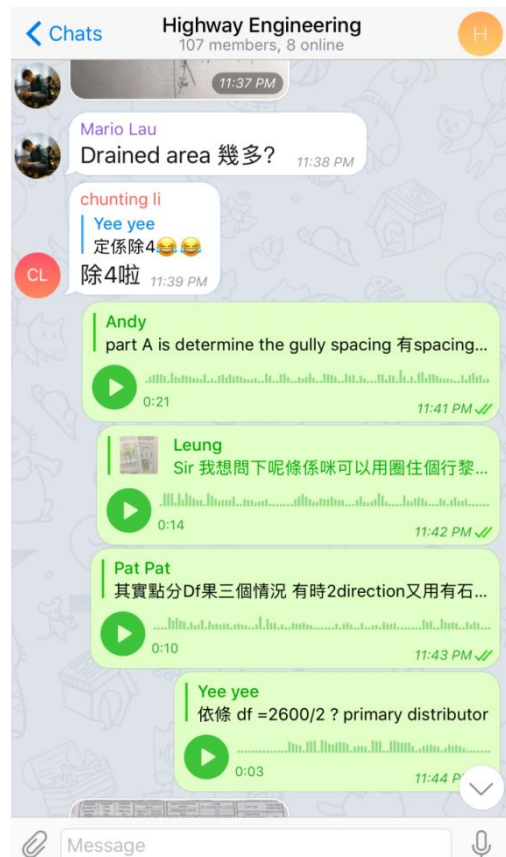 Chats
Highway Engineering
107 members, 8 online
H
11:37 PM
Mario Lau
Drained area 幾多?
11:38 PM
chunting li
Yee yee
定係除4😂😂
CL
除4啦
11:39 PM
Andy
part A is determine the gully spacing 有spacing...
0:21
11:41 PM
Leung
Sir 我想問下呢條係咪可以用圈住個行黎...
0:14
11:42 PM
Pat Pat
其實點分Df果三個情況 有時2direction又用有石...
0:10
11:43 PM
Yee yee
依條 df =2600/2 ? primary distributor
0:03
11:44 P
Message